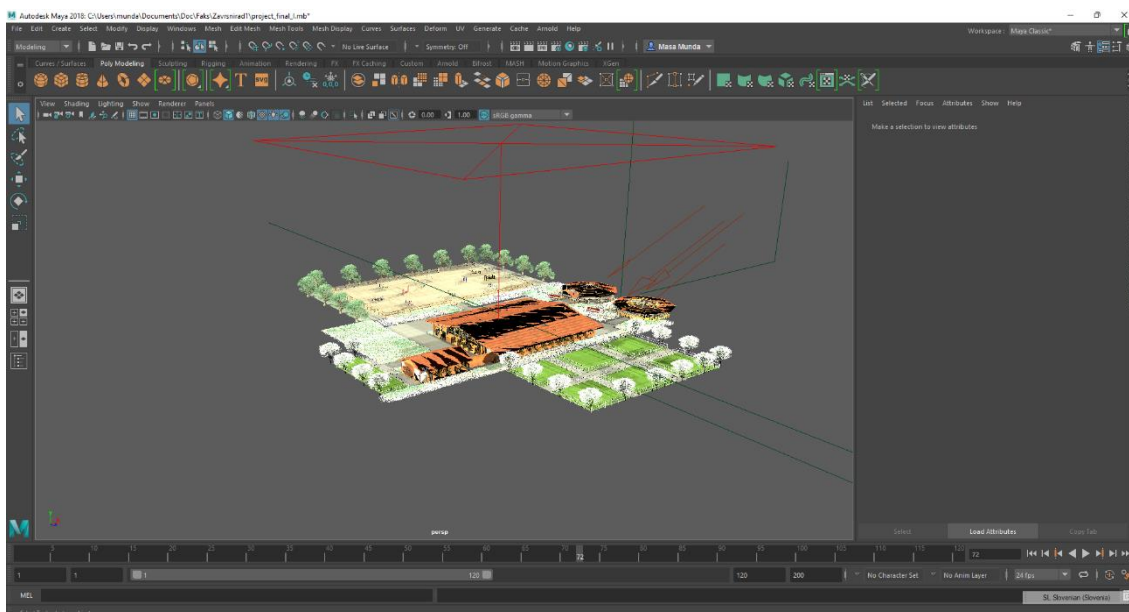 Autodesk Maya 2018: C:\Users\munda\Documents\Doc\Faks\Zavrsnirad1\project_final_l.mb*
File Edit Create Select Modify Display Windows Mesh Edit Mesh Mesh Tools Mesh Display Curves Surfaces Deform UV Generate Cache Arnold Help
Workspace: Maya Classic*
Modeling No Live Surface Symmetry: Off Masa Munda
Curves / Surfaces Poly Modeling Sculpting Rigging Animation Rendering FX FX Caching Custom Arnold Bifrost MASH Motion Graphics XGen
View Shading Lighting Show Renderer Panels
0.00 1.00 sRGB gamma
List Selected Focus Attributes Show Help
Make a selection to view attributes
persp
Select Load Attributes Copy Tab
5 10 15 20 25 30 35 40 45 50 55 60 65 70 72 75 80 85 90 95 100 105 110 115 120 72
1 1 1 120 120 200 No Character Set No Anim Layer 24 fps
MEL
SL Slovenian (Slovenia)